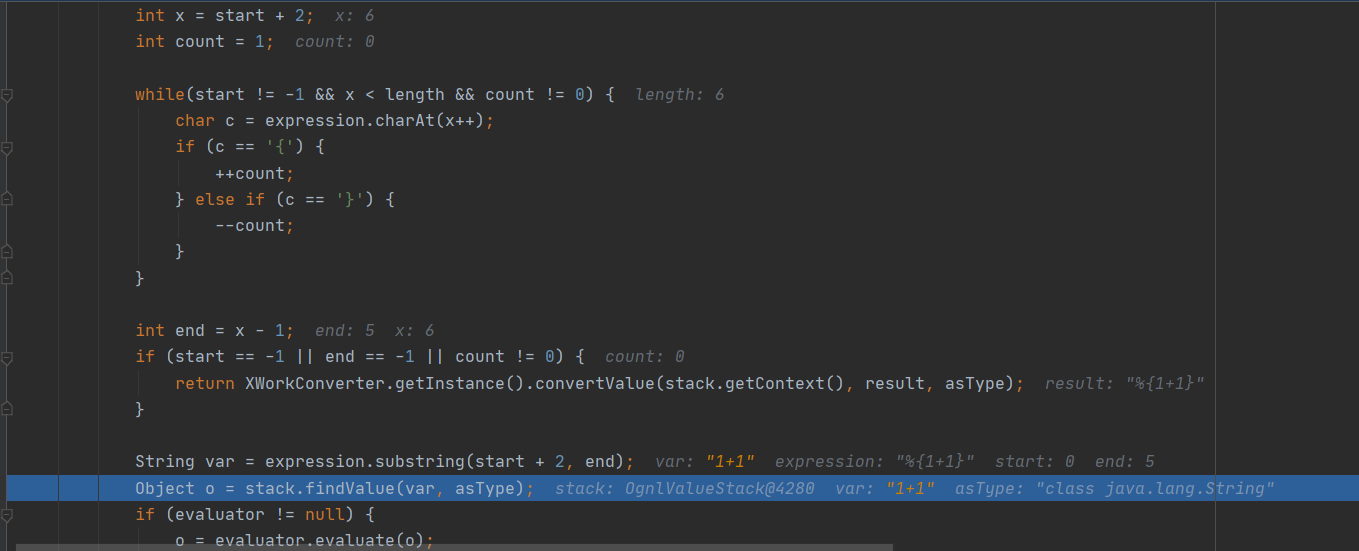 int x = start + 2;  x: 6
int count = 1;  count: 0
while(start != -1 && x < length && count != 0) {  length: 6
char c = expression.charAt(x++);
if (c == '{') {
++count;
} else if (c == '}') {
--count;
}
}
int end = x - 1;  end: 5  x: 6
if (start == -1 || end == -1 || count != 0) {  count: 0
return XWorkConverter.getInstance().convertValue(stack.getContext(), result, asType);  result: "%{1+1}"
}
String var = expression.substring(start + 2, end);  var: "1+1"  expression: "%{1+1}"  start: 0  end: 5
Object o = stack.findValue(var, asType);  stack: OgnlValueStack@4280  var: "1+1"  asType: "class java.lang.String"
if (evaluator != null) {
o = evaluator.evaluate(o);